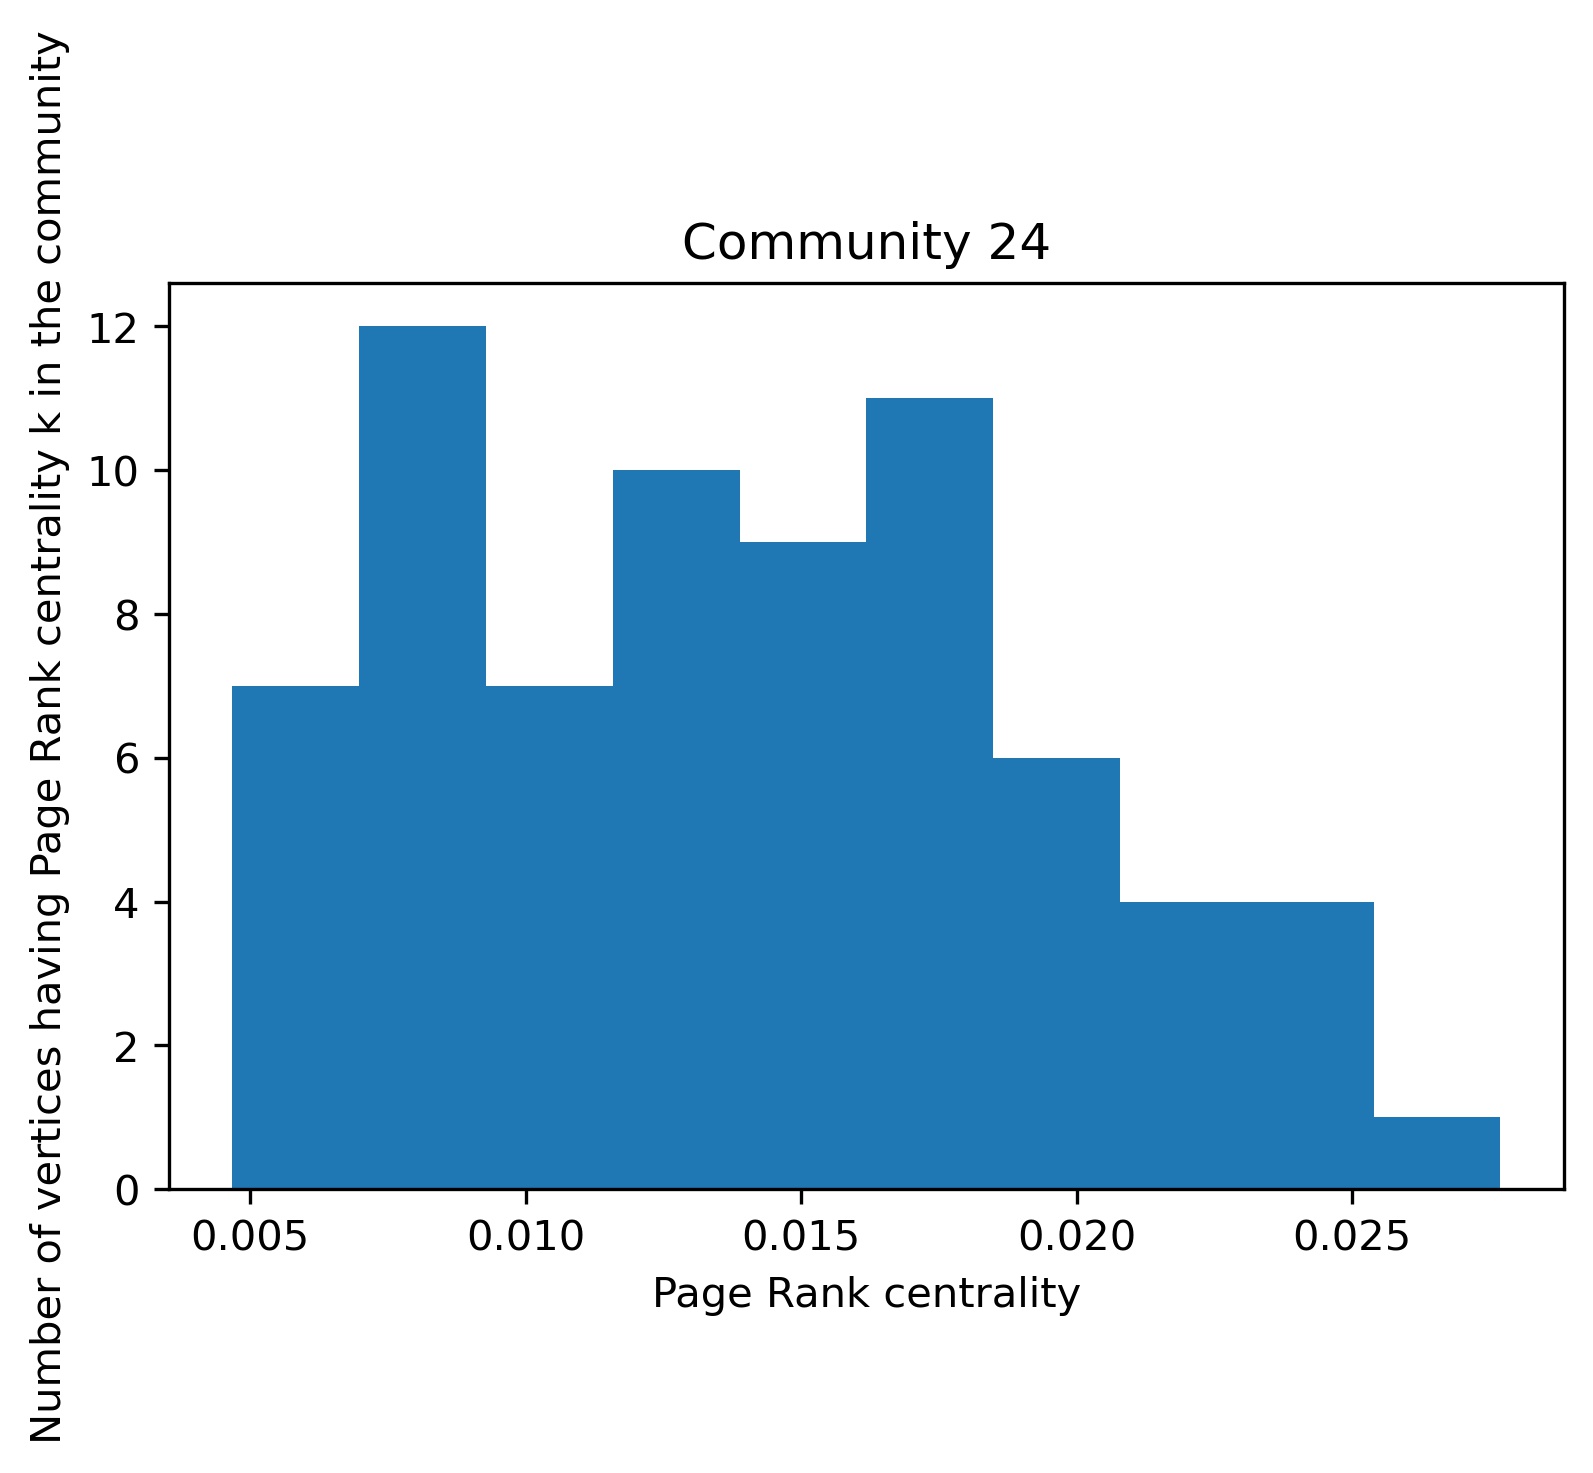 Community 24
Number of vertices having Page Rank centrality k in the community
12
10
8
6
4
2
0
0.005 0.010 0.015 0.020 0.025
Page Rank centrality